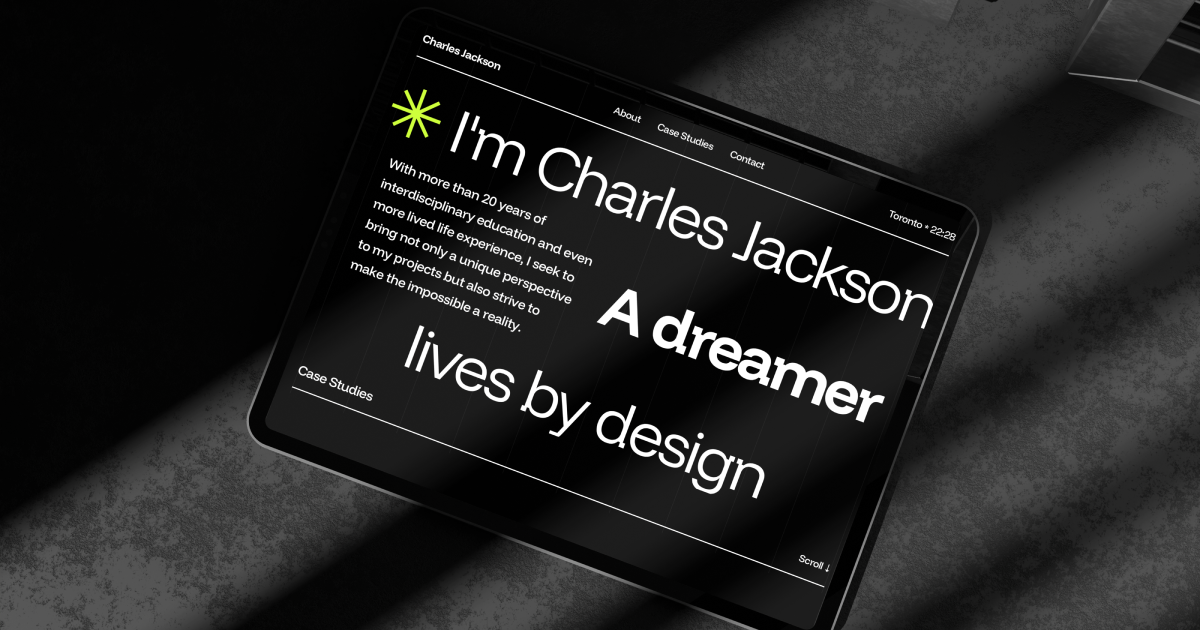 Charles Jackson
About
Case Studies
Contact
Toronto * 22:28
I'm Charles Jackson
With more than 20 years of
interdisciplinary education and even
more lived life experience, I seek to
bring not only a unique perspective
to my projects but also strive to
make the impossible a reality.
A dreamer
lives by design
Case Studies
Scroll ↓